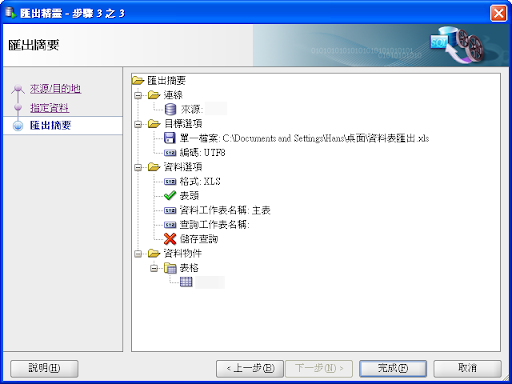 匯出精靈 - 步驟 3 之 3
匯出摘要
來源/目的地
指定資料
匯出摘要
匯出摘要
連線
來源:
目標選項
單一檔案: C:\Documents and Settings\Hans\桌面\資料表匯出.xls
編碼: UTF8
資料選項
格式: XLS
表頭
資料工作表名稱: 主表
查詢工作表名稱:
儲存查詢
資料物件
表格
說明(H)
< 上一步(B)
下一步(N) >
完成(F)
取消